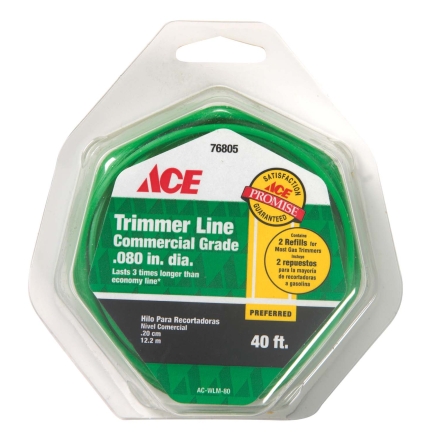 76805
ACE
SATISFACTION
ACE
PROMISE
GUARANTEED
Trimmer Line
Commercial Grade
.080 in. dia.
Lasts 3 times longer than
economy line*
Contains
2 Refills for
Most Gas Trimmers
Incluye
2 repuestos
para la mayoría
de recortadoras
a gasolina
PREFERRED
Hilo Para Recortadoras
Nivel Comercial
.20 cm
12.2 m
40 ft.
AC-WLM-80